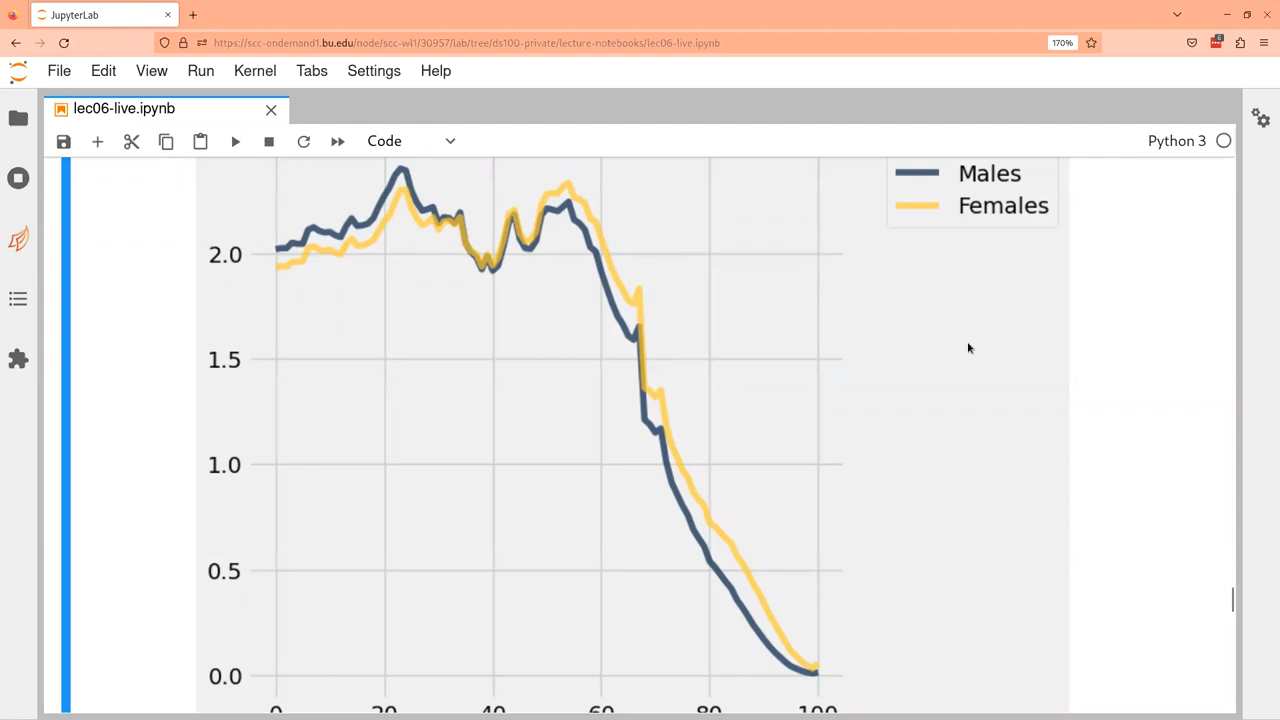 JupyterLab
https://scc-ondemand1.bu.edu/node/scc-wl1/30957/lab/tree/ds100-private/lecture-notebooks/lec06-live.ipynb
170%
6
File Edit View Run Kernel Tabs Settings Help
lec06-live.ipynb
Code
Python 3
Males
Females
2.0
1.5
1.0
0.5
0.0
0 20 40 60 80 100